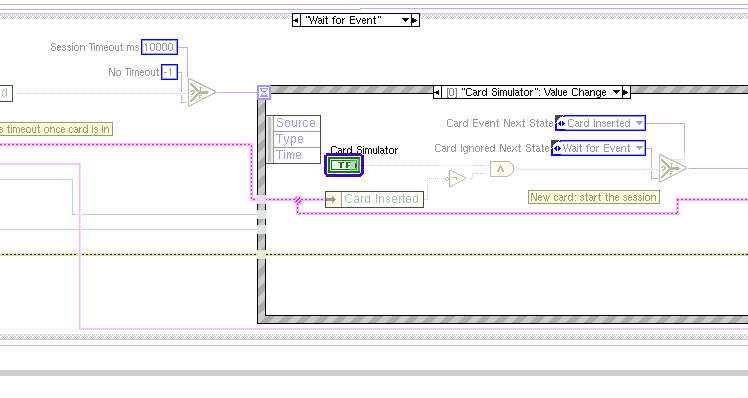 "Wait for Event"
Session Timeout ms 10000
No Timeout -1
? T F
d
[0] "Card Simulator": Value Change
s timeout once card is in
Source
Type
Time
Card Simulator
TF
Card Event Next State Card Inserted
Card Ignored Next State Wait for Event
Card Inserted
New card: start the session